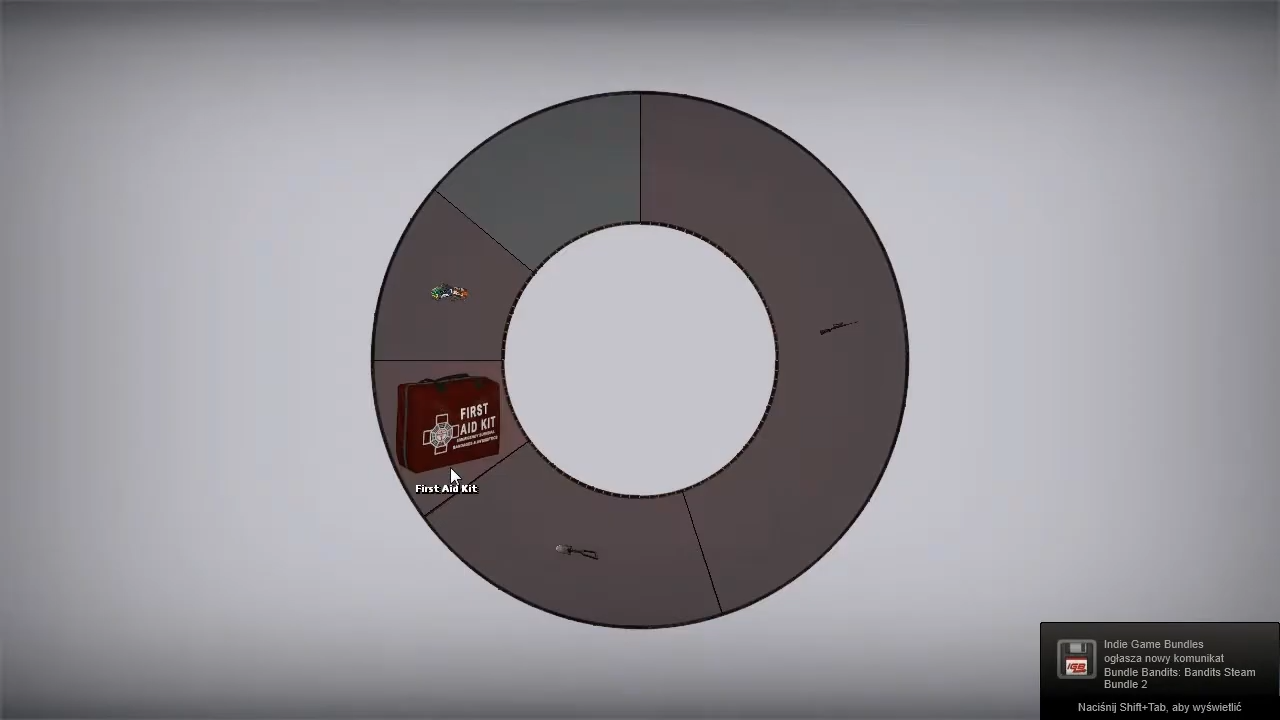 FIRST
AID KIT
First Aid Kit
Indie Game Bundles
ogłasza nowy komunikat
Bundle Bandits: Bandits Steam
Bundle 2
Naciśnij Shift+Tab, aby wyświetlić